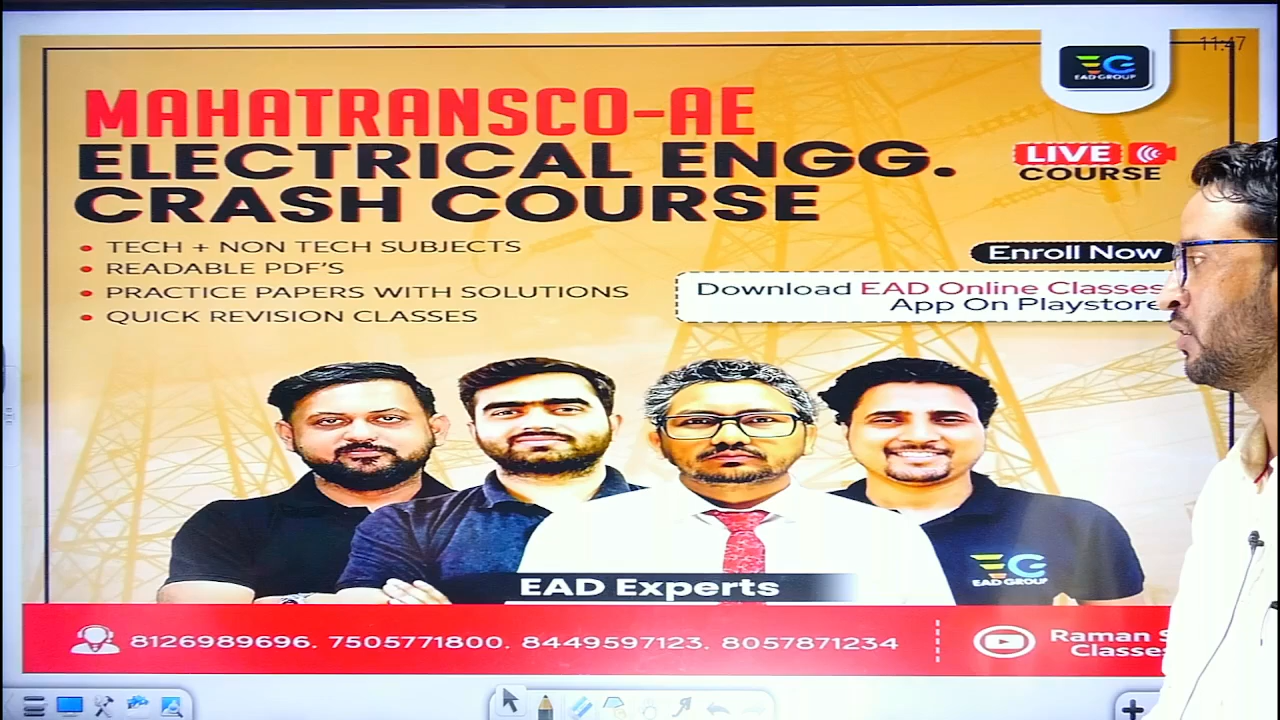 11:47
EG
EAD GROUP
MAHATRANSCO-AE
ELECTRICAL ENGG.
CRASH COURSE
LIVE
COURSE
• TECH + NON TECH SUBJECTS
• READABLE PDF'S
• PRACTICE PAPERS WITH SOLUTIONS
• QUICK REVISION CLASSES
Enroll Now
Download EAD Online Classes
App On Playstore
EG
EAD GROUP
EAD Experts
8126989696. 7505771800. 8449597123. 8057871234
Raman S
Classes